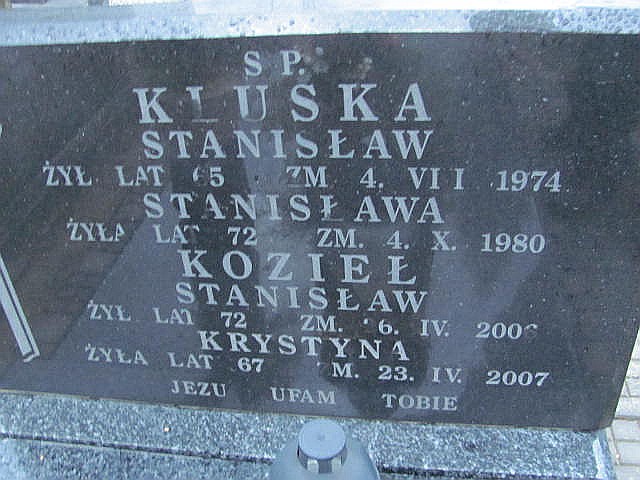 S P.
KLUSKA
STANISŁAW
ŻYŁ LAT 65 ZM 4. VII 1974
STANISŁAWA
ŻYŁA LAT 72 ZM. 4. X. 1980
KOZIEŁ
STANISŁAW
ŻYŁ LAT 72 ZM. IV.
KRYSTYNA
ŻYŁA LAT 67 ZM. 23. IV. 2007
JEZU UFAM TOBIE